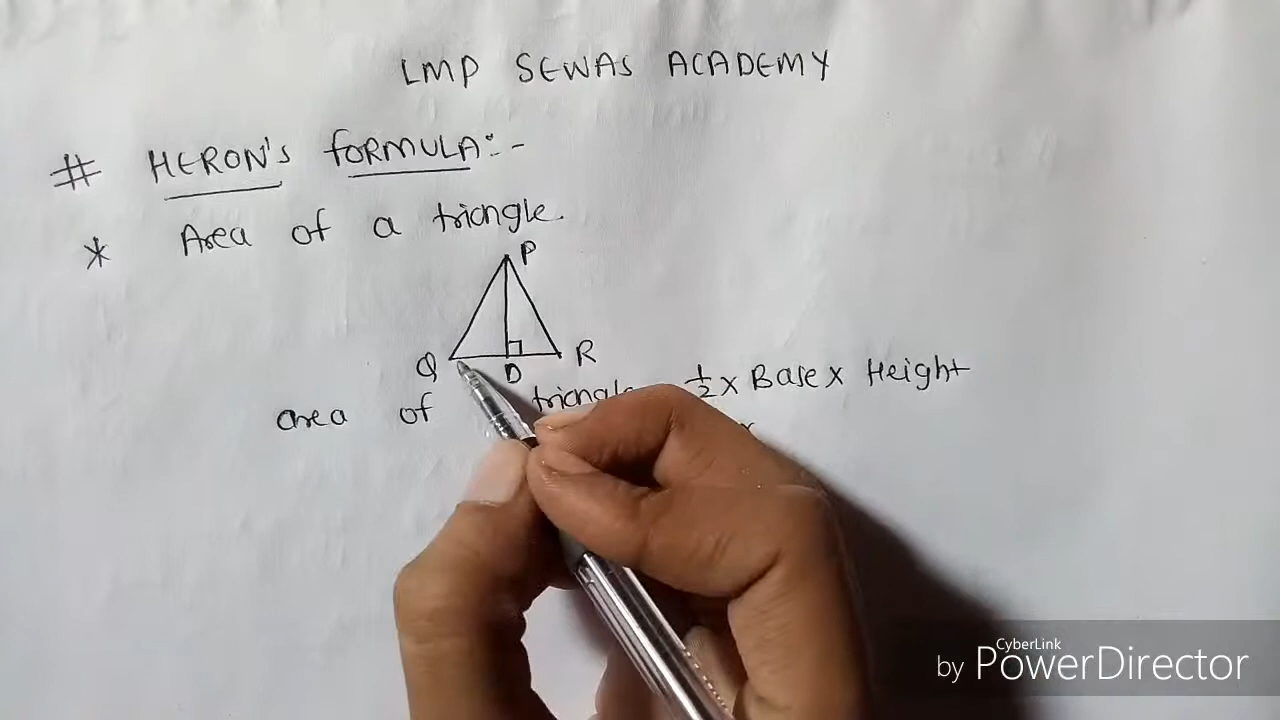 LMP SEWAS ACADEMY
# HERON'S FORMULA:-
* Area of a triangle.
P
Q D R
area of triangle 1/2 x Base x Height
CyberLink
by PowerDirector